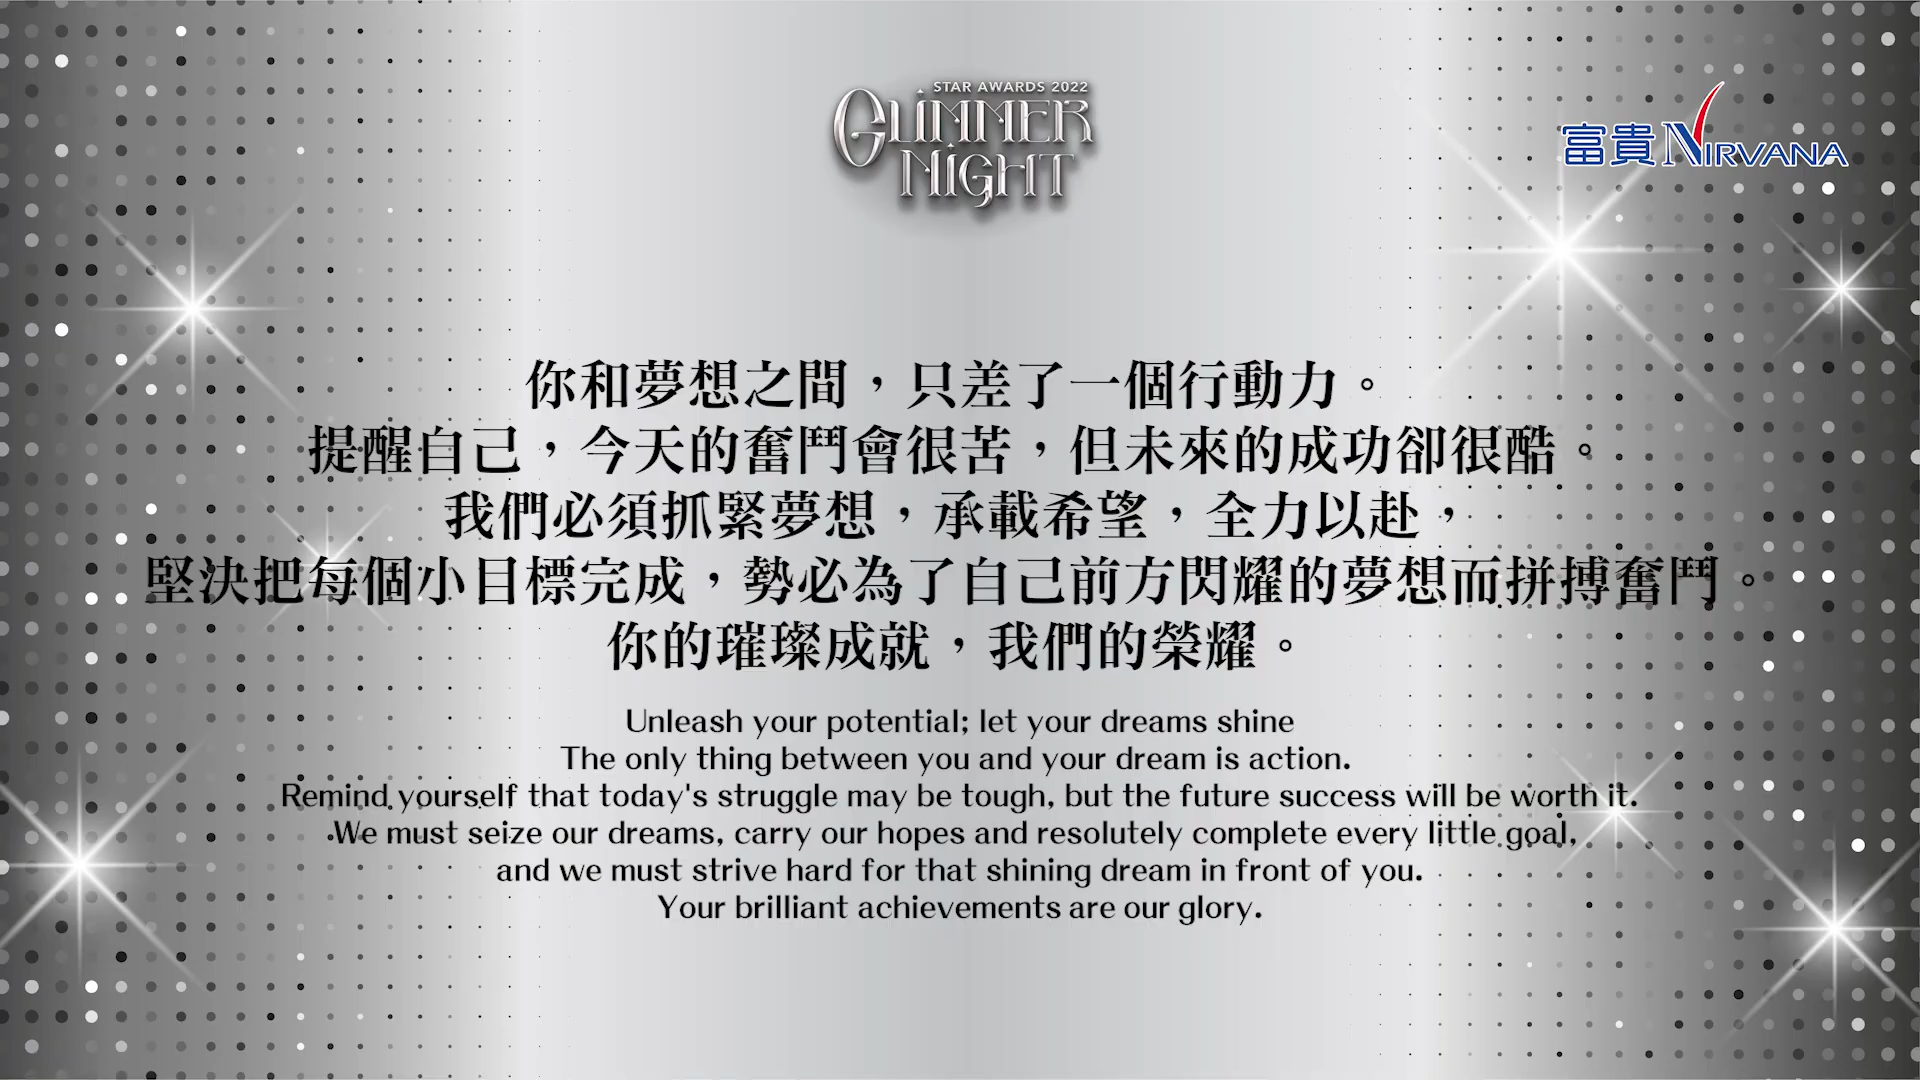 STAR AWARDS 2022
GLIMMER
NIGHT
富貴 NIRVANA
你和夢想之間，只差了一個行動力。
提醒自己，今天的奮鬥會很苦，但未來的成功卻很酷。
我們必須抓緊夢想，承載希望，全力以赴，
堅決把每個小目標完成，勢必為了自己前方閃耀的夢想而拼搏奮鬥。
你的璀璨成就，我們的榮耀。
Unleash your potential; let your dreams shine
The only thing between you and your dream is action.
Remind yourself that today's struggle may be tough, but the future success will be worth it.
We must seize our dreams, carry our hopes and resolutely complete every little goal,
and we must strive hard for that shining dream in front of you.
Your brilliant achievements are our glory.